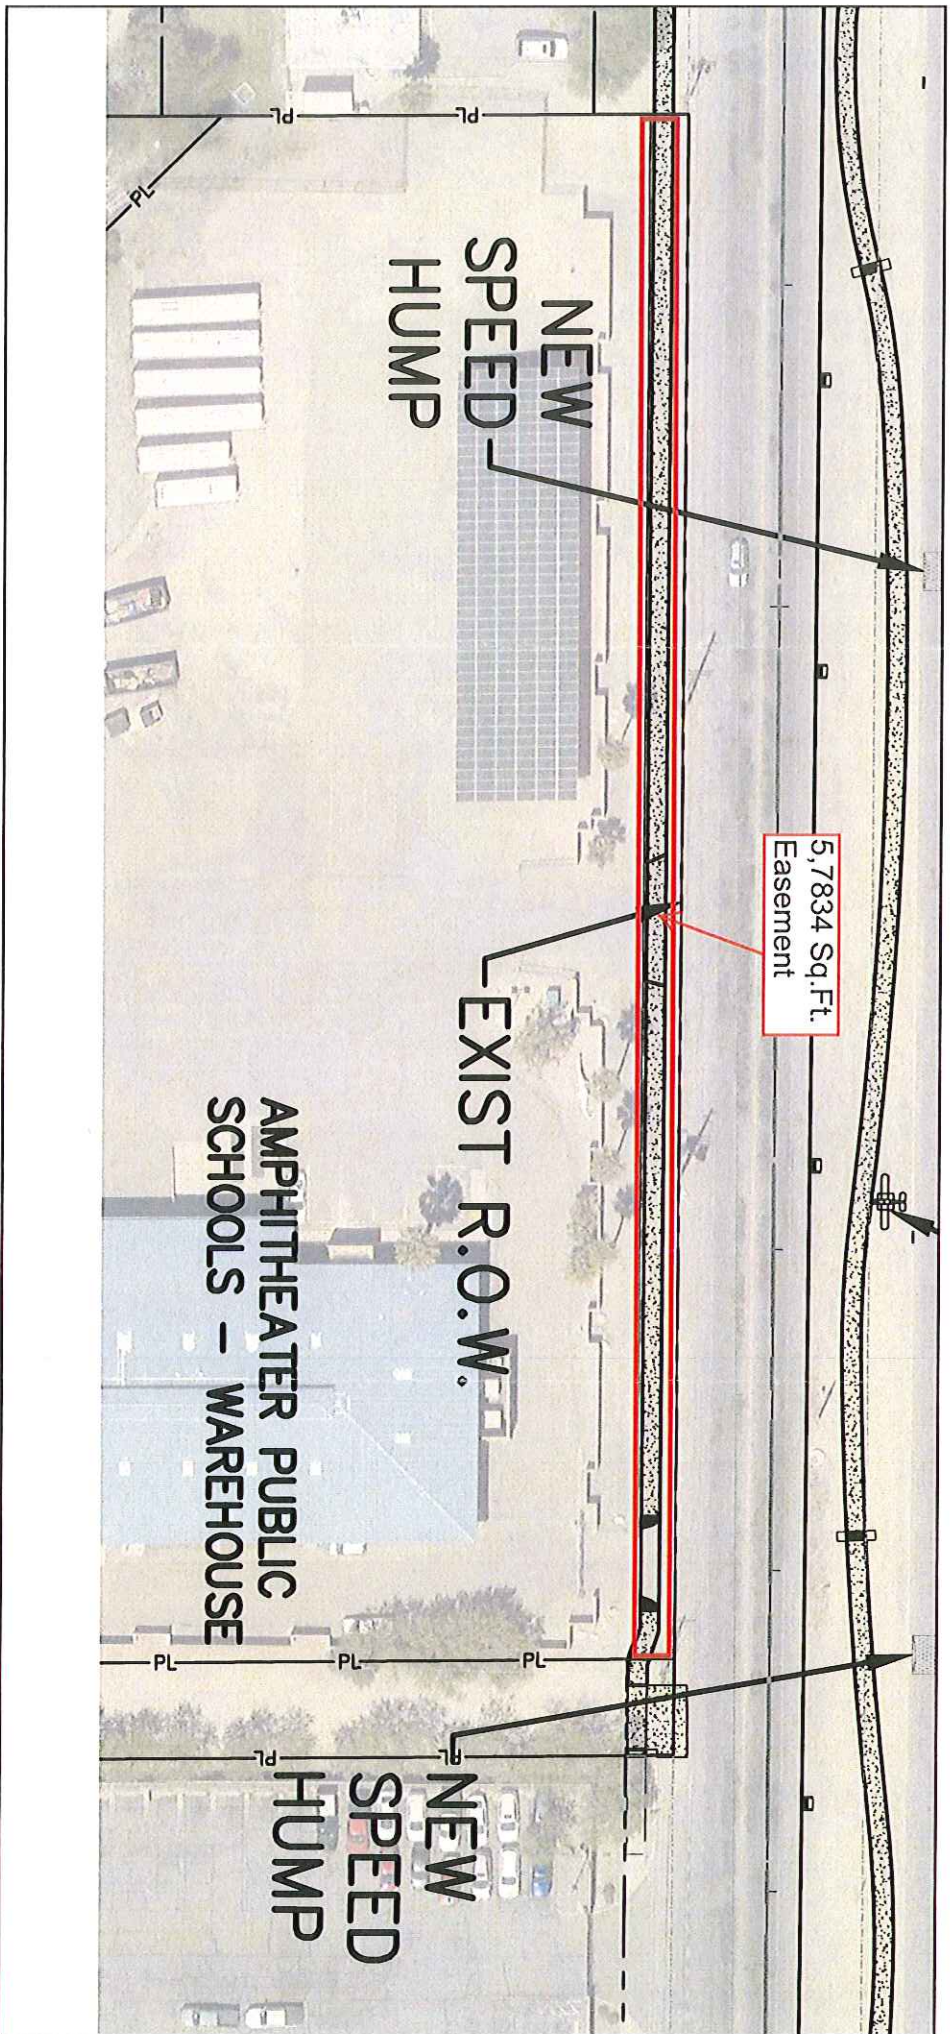 5,7834 Sq.Ft.
Easement
NEW
SPEED
HUMP
EXIST R.O.W.
AMPHITHEATER PUBLIC
SCHOOLS – WAREHOUSE
NEW
SPEED
HUMP
PL
PL
PL
PL
PL
PL
PL
PL